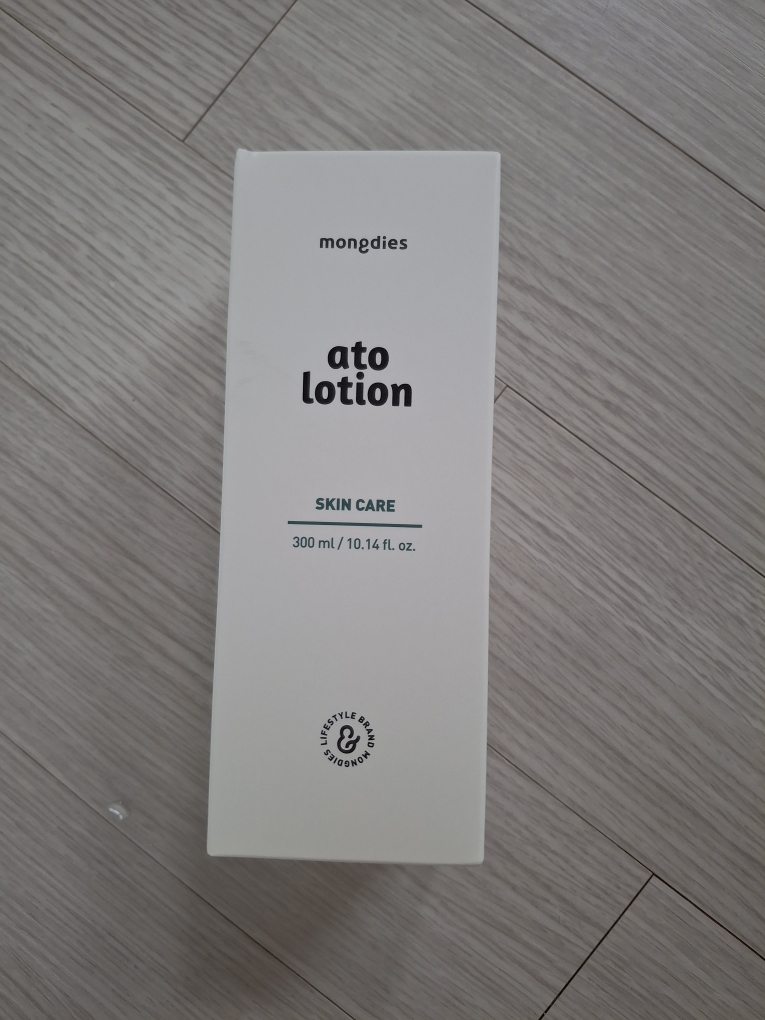 mongdies
ato
lotion
SKIN CARE
300 ml / 10.14 fl. oz.
LIFESTYLE BRAND MONGDIES
&